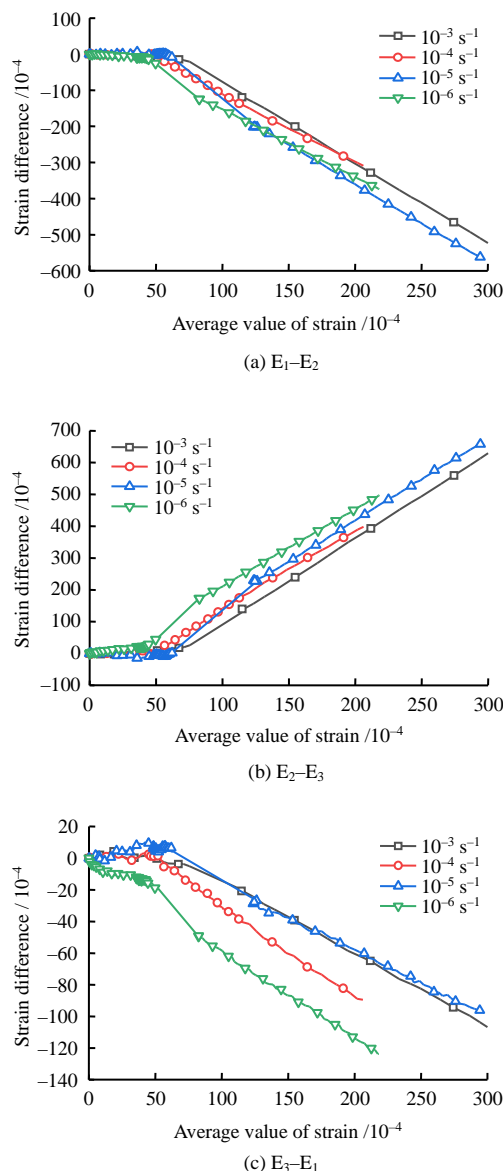 100
0
–100
–200
–300
–400
–500
–600
Strain difference /10⁻⁴
10⁻³ s⁻¹
10⁻⁴ s⁻¹
10⁻⁵ s⁻¹
10⁻⁶ s⁻¹
0 50 100 150 200 250 300
Average value of strain /10⁻⁴
(a) E₁–E₂
700
600
500
400
300
200
100
0
–100
Strain difference /10⁻⁴
10⁻³ s⁻¹
10⁻⁴ s⁻¹
10⁻⁵ s⁻¹
10⁻⁶ s⁻¹
0 50 100 150 200 250 300
Average value of strain /10⁻⁴
(b) E₂–E₃
20
0
–20
–40
–60
–80
–100
–120
–140
Strain difference /10⁻⁴
10⁻³ s⁻¹
10⁻⁴ s⁻¹
10⁻⁵ s⁻¹
10⁻⁶ s⁻¹
0 50 100 150 200 250 300
Average value of strain /10⁻⁴
(c) E₃–E₁